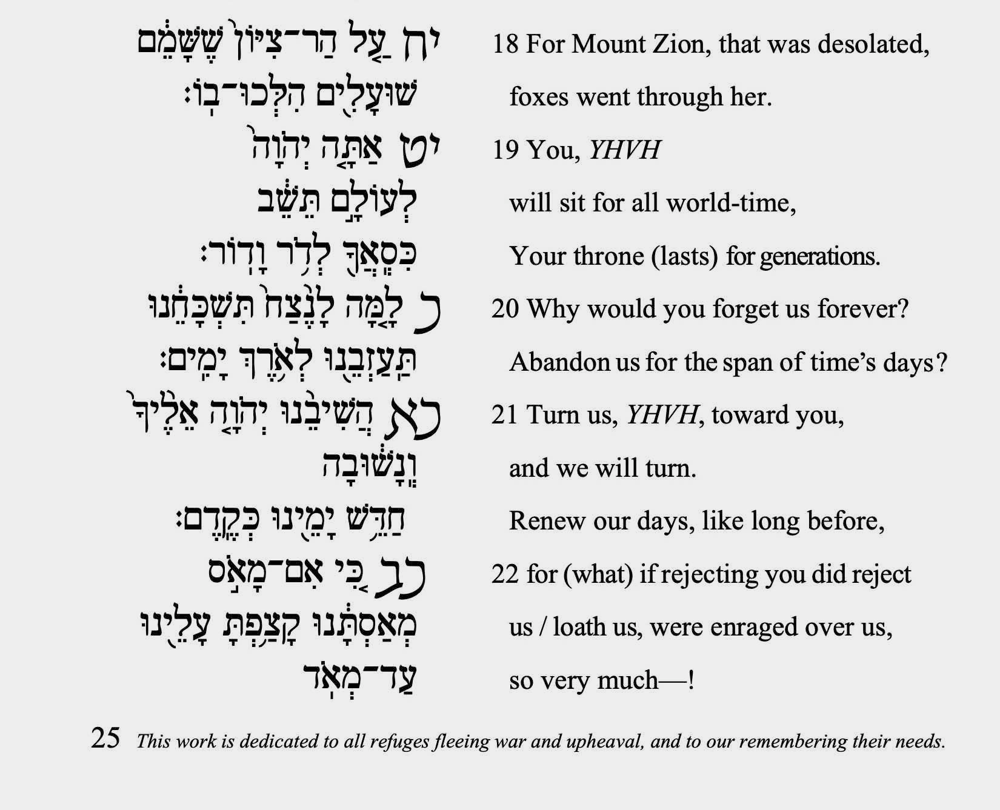 יח עַ֤ל הַר־צִיּוֹן֙ שֶׁשָּׁמֵ֔ם 18 For Mount Zion, that was desolated,
שׁוּעָלִ֖ים הִלְּכוּ־בֽוֹ׃ foxes went through her.
יט אַתָּ֤ה יְהֹוָה֙ 19 You, YHVH
לְעוֹלָ֣ם תֵּשֵׁ֔ב will sit for all world-time,
כִּסְאֲךָ֖ לְדֹ֥ר וָדֽוֹר׃ Your throne (lasts) for generations.
כ לָ֤מָּה לָנֶ֙צַח֙ תִּשְׁכָּחֵ֔נוּ 20 Why would you forget us forever?
תַּֽעַזְבֵ֖נוּ לְאֹ֥רֶךְ יָמִֽים׃ Abandon us for the span of time’s days?
כא הֲשִׁיבֵ֨נוּ יְהֹוָ֤ה אֵלֶ֙יךָ֙ 21 Turn us, YHVH, toward you,
וְֽנָשׁ֔וּבָה and we will turn.
חַדֵּ֥שׁ יָמֵ֖ינוּ כְּקֶֽדֶם׃ Renew our days, like long before,
כב כִּ֚י אִם־מָאֹ֣ס 22 for (what) if rejecting you did reject
מְאַסְתָּ֔נוּ קָצַ֥פְתָּ עָלֵ֖ינוּ us / loath us, were enraged over us,
עַד־מְאֹֽד so very much—!
25 This work is dedicated to all refuges fleeing war and upheaval, and to our remembering their needs.